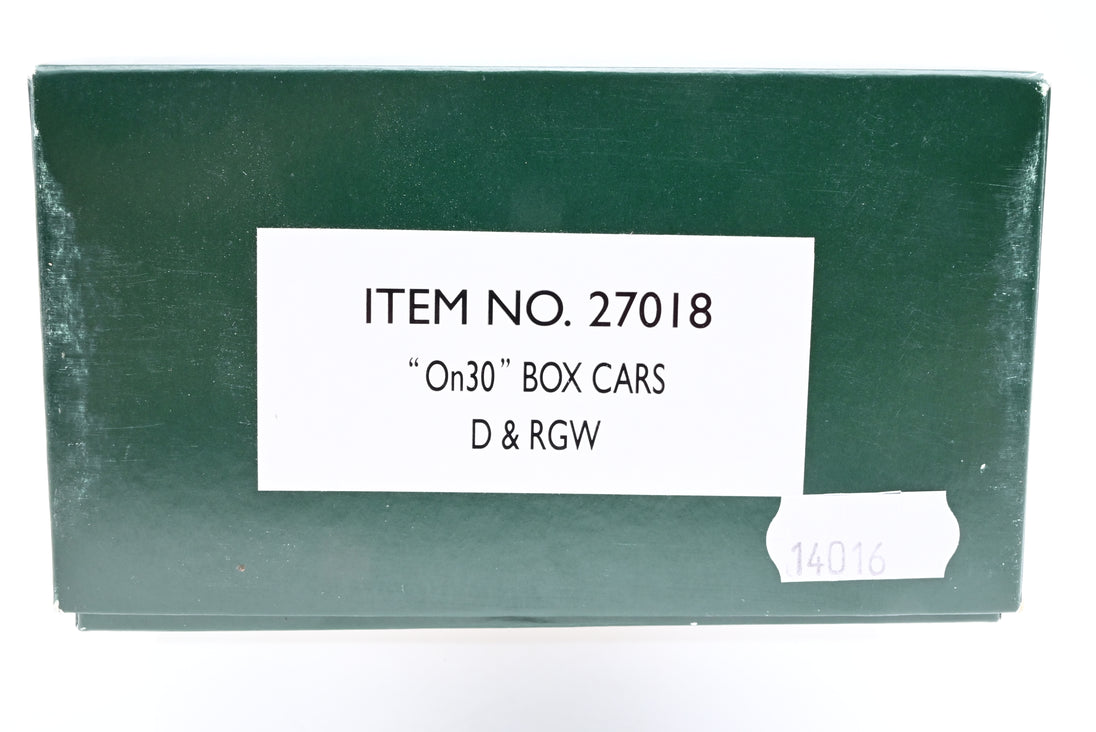 ITEM NO. 27018
“On30” BOX CARS
D & RGW
14016